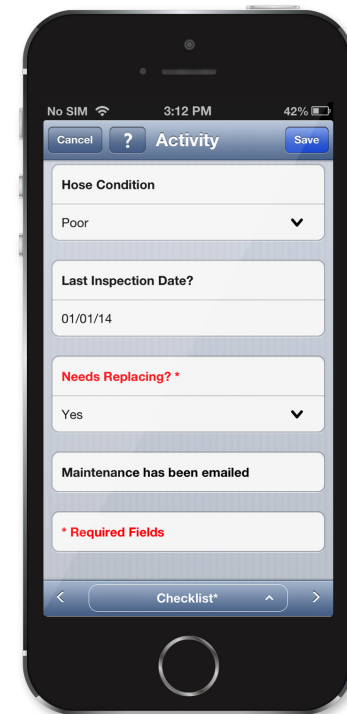 No SIM 3:12 PM 42%
Cancel ? Activity Save
Hose Condition
Poor
Last Inspection Date?
01/01/14
Needs Replacing? *
Yes
Maintenance has been emailed
* Required Fields
< Checklist* >